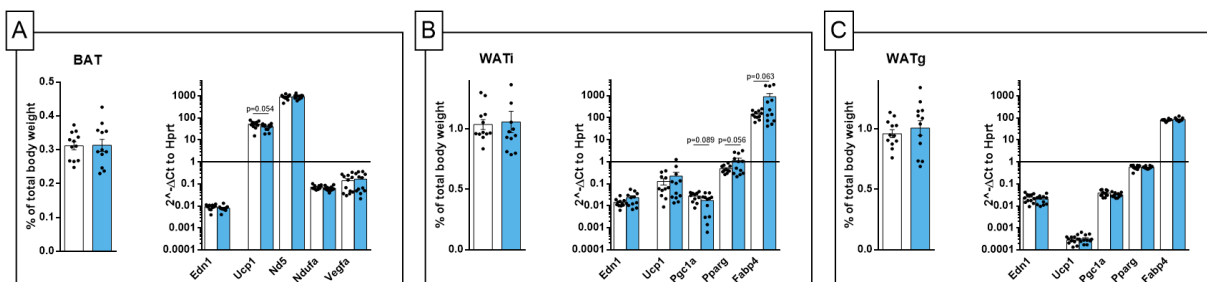 A
BAT
% of total body weight
0.5
0.4
0.3
0.2
0.1
0.0
2^-ΔCt to Hprt
1000
100
10
1
0.1
0.01
0.001
0.0001
p=0.054
Edn1
Ucp1
Nd5
Ndufa
Vegfa
B
WATi
% of total body weight
1.0
0.5
0.0
2^-ΔCt to Hprt
1000
100
10
1
0.1
0.01
0.001
0.0001
p=0.089
p=0.056
p=0.063
Edn1
Ucp1
Pgc1a
Pparg
Fabp4
C
WATg
% of total body weight
1.0
0.5
0.0
2^-ΔCt to Hprt
1000
100
10
1
0.1
0.01
0.001
0.0001
Edn1
Ucp1
Pgc1a
Pparg
Fabp4